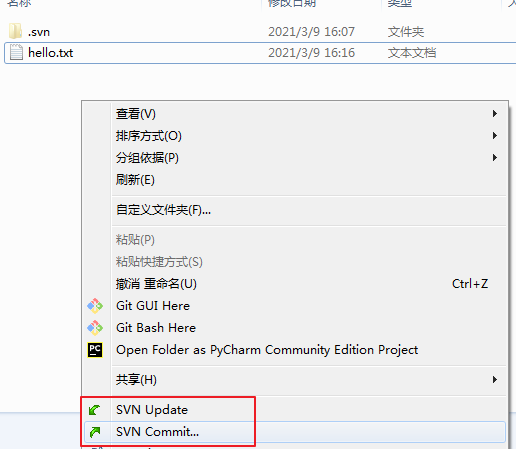 名称 修改日期 类型
.svn 2021/3/9 16:07 文件夹
hello.txt 2021/3/9 16:16 文本文档
查看(V)
排序方式(O)
分组依据(P)
刷新(E)
自定义文件夹(F)...
粘贴(P)
粘贴快捷方式(S)
撤消 重命名(U) Ctrl+Z
Git GUI Here
Git Bash Here
PC Open Folder as PyCharm Community Edition Project
共享(H)
SVN Update
SVN Commit...